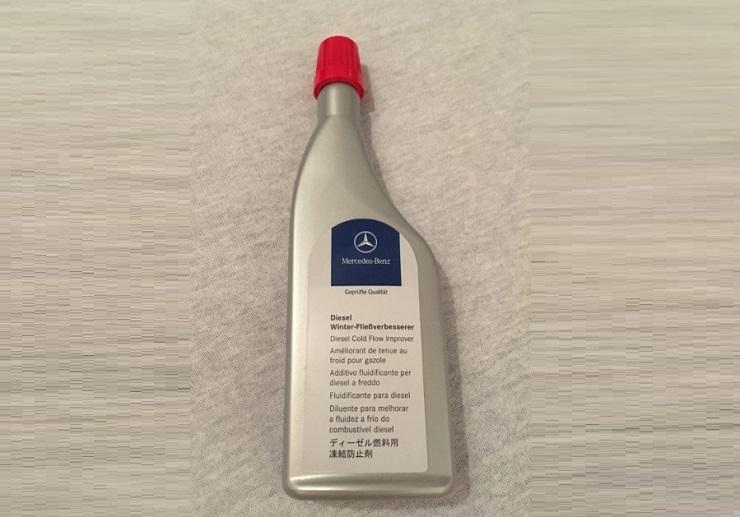 Mercedes-Benz
Geprüfte Qualität
Diesel
Winter-Fließverbesserer
Diesel Cold Flow Improver
Améliorant de tenue au
froid pour gazole
Additivo fluidificante per
diesel a freddo
Fluidificante para diesel
Diluente para melhorar
a fluidez a frio do
combustível diesel
ディーゼル燃料用
凍結防止剤